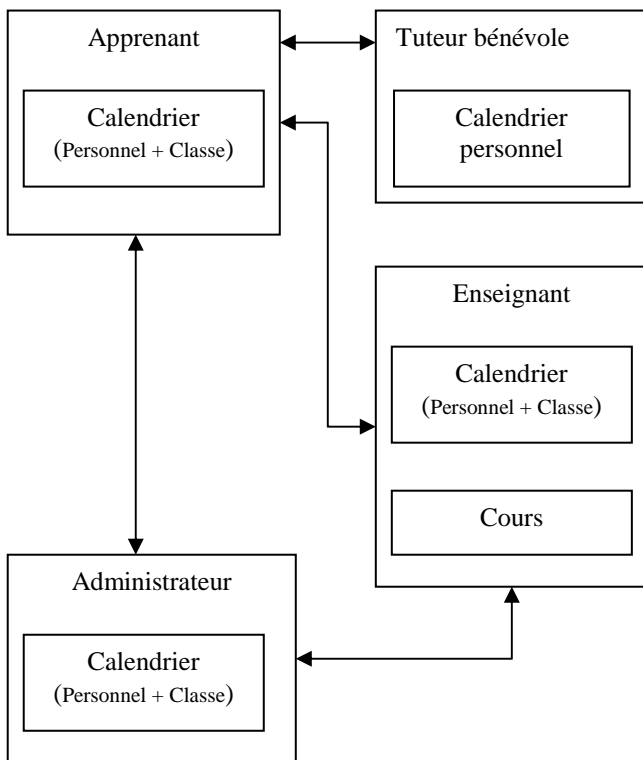 Apprenant
Calendrier
(Personnel + Classe)
Tuteur bénévole
Calendrier
personnel
Enseignant
Calendrier
(Personnel + Classe)
Cours
Administrateur
Calendrier
(Personnel + Classe)